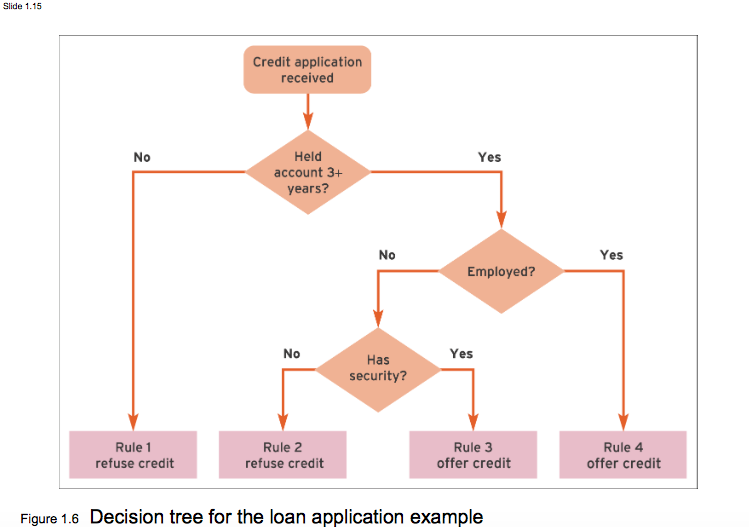 Slide 1.15
Credit application
received
Held
account 3+
years?
No
Yes
Employed?
No
Yes
Has
security?
No
Yes
Rule 1
refuse credit
Rule 2
refuse credit
Rule 3
offer credit
Rule 4
offer credit
Figure 1.6 Decision tree for the loan application example